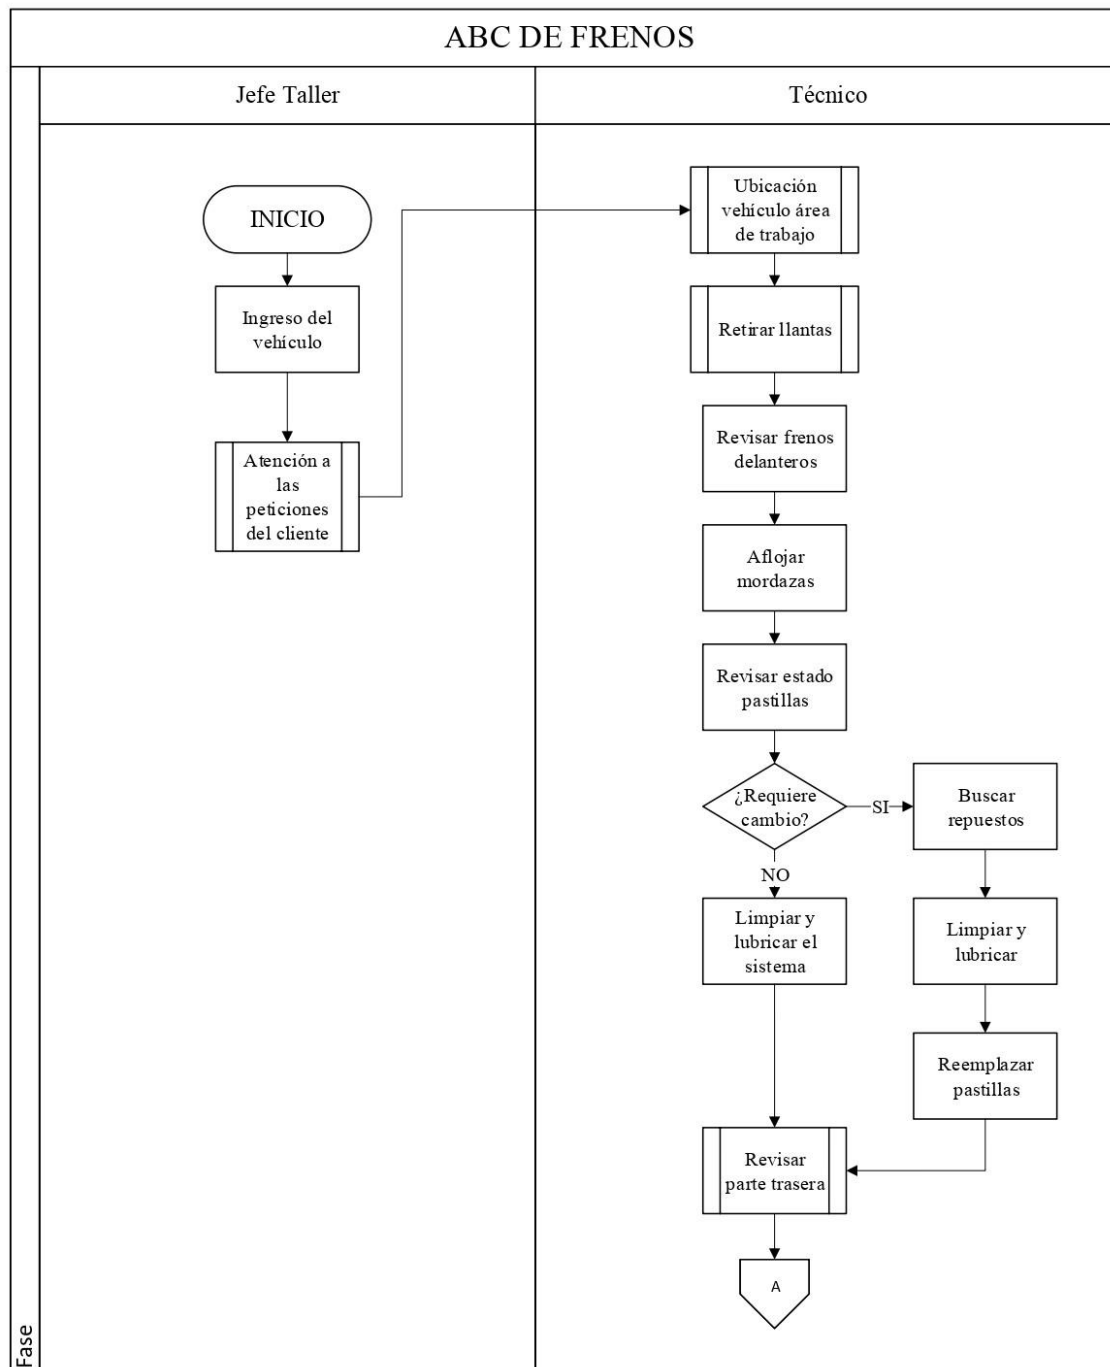 ABC DE FRENOS
Jefe Taller
Técnico
INICIO
Ingreso del
vehículo
Atención a
las
peticiones
del cliente
Ubicación
vehículo área
de trabajo
Retirar llantas
Revisar frenos
delanteros
Aflojar
mordazas
Revisar estado
pastillas
¿Requiere
cambio?
SI
Buscar
repuestos
NO
Limpiar y
lubricar el
sistema
Limpiar y
lubricar
Reemplazar
pastillas
Revisar
parte trasera
A
Fase